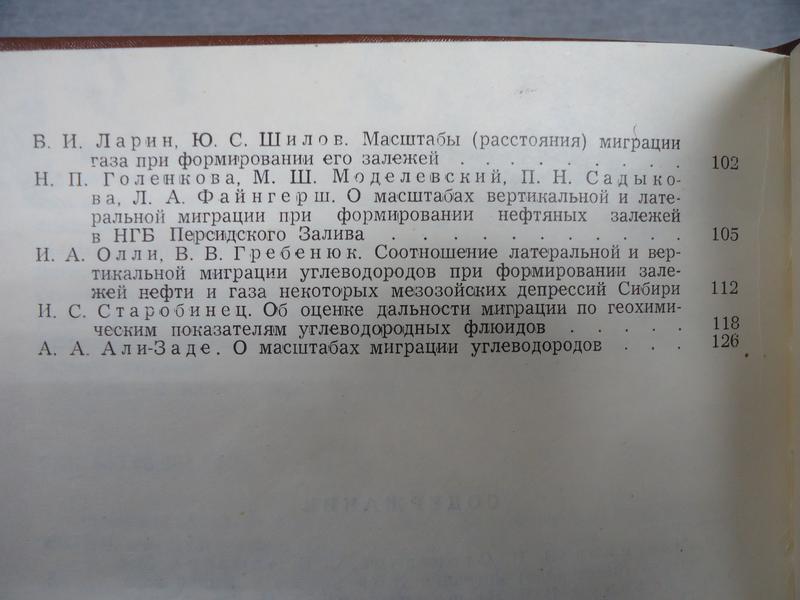 В. И. Ларин, Ю. С. Шилов. Масштабы (расстояния) миграции
газа при формировании его залежей . . . . . . . . . 102
Н. П. Голенкова, М. Ш. Моделевский, П. Н. Садыко-
ва, Л. А. Файнгерш. О масштабах вертикальной и лате-
ральной миграции при формировании нефтяных залежей
в НГБ Персидского Залива . . . . . . . . . . . 105
И. А. Олли, В. В. Гребенюк. Соотношение латеральной и вер-
тикальной миграции углеводородов при формировании зале-
жей нефти и газа некоторых мезозойских депрессий Сибири 112
И. С. Старобинец. Об оценке дальности миграции по геохими-
ческим показателям углеводородных флюидов . . . . . 118
А. А. Али-Заде. О масштабах миграции углеводородов . . . 126
СОДЕРЖАНИЕ